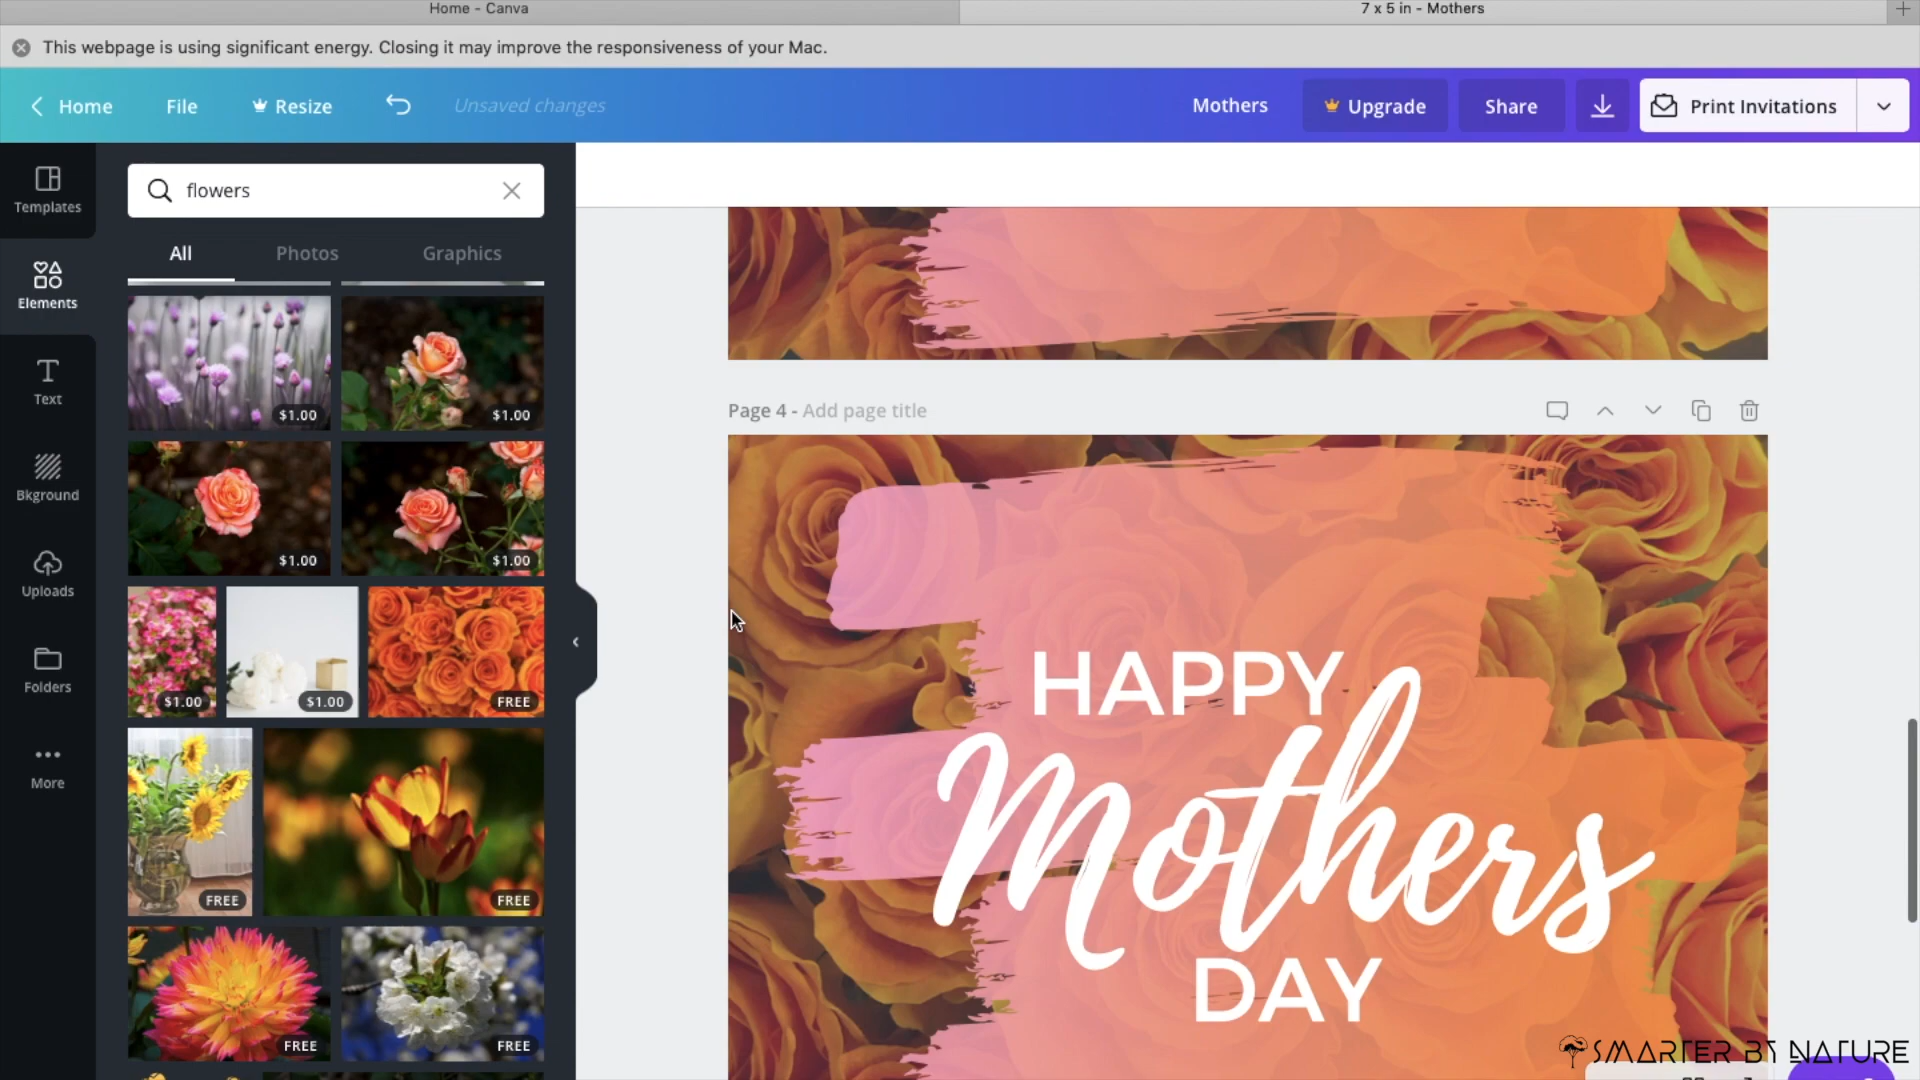 Home - Canva
7 x 5 in - Mothers
This webpage is using significant energy. Closing it may improve the responsiveness of your Mac.
Home
File
Resize
Unsaved changes
Mothers
Upgrade
Share
Print Invitations
Templates
Elements
Text
Bkground
Uploads
Folders
More
flowers
All
Photos
Graphics
$1.00
$1.00
$1.00
$1.00
$1.00
$1.00
FREE
FREE
FREE
FREE
FREE
Page 4 - Add page title
HAPPY
Mothers
DAY
SMARTER BY NATURE